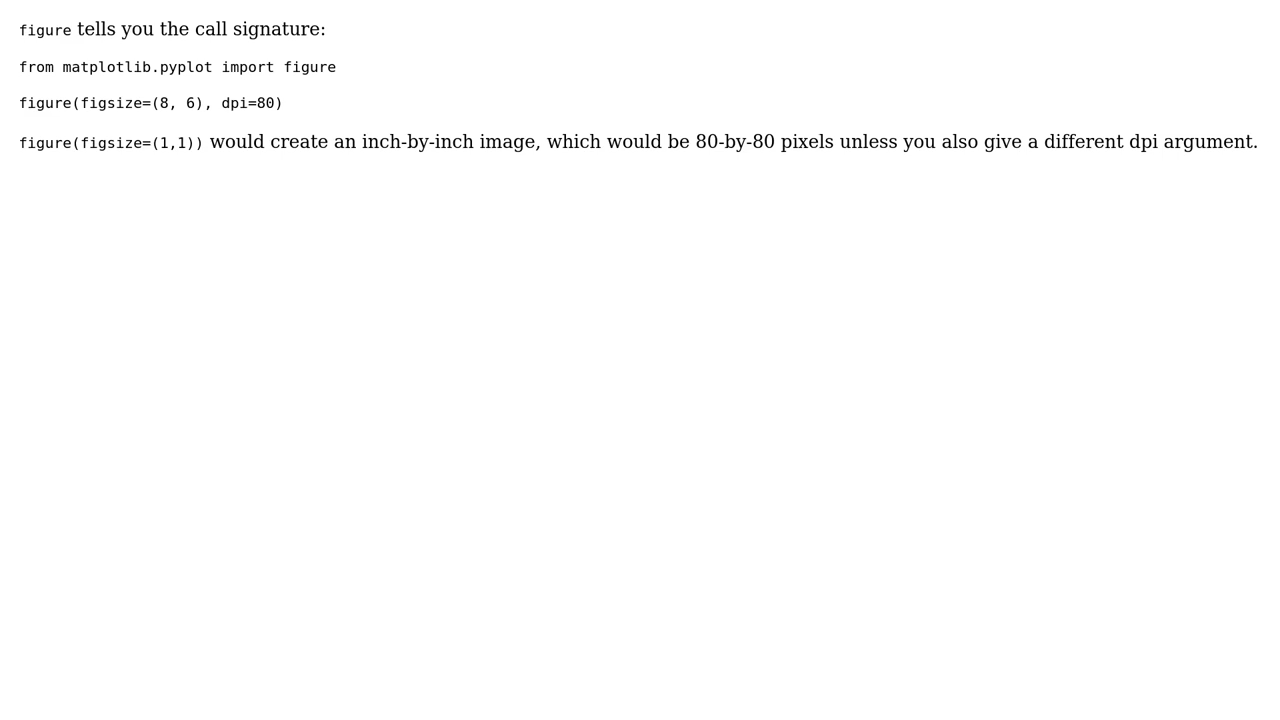 figure tells you the call signature:
from matplotlib.pyplot import figure
figure(figsize=(8, 6), dpi=80)
figure(figsize=(1,1)) would create an inch-by-inch image, which would be 80-by-80 pixels unless you also give a different dpi argument.